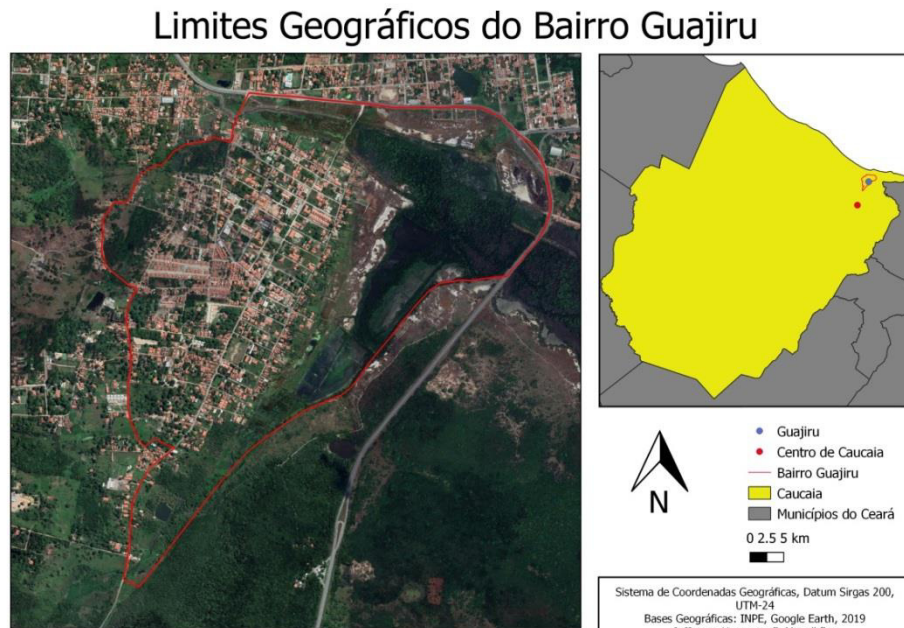 Limites Geográficos do Bairro Guajiru
Guajiru
Centro de Caucaia
Bairro Guajiru
Caucaia
Municípios do Ceará
N
0 2.5 5 km
Sistema de Coordenadas Geográficas, Datum Sirgas 200,
UTM-24
Bases Geográficas: INPE, Google Earth, 2019